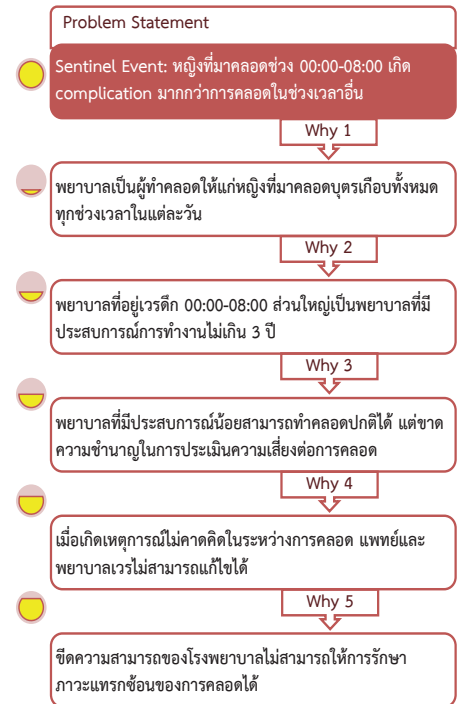 Problem Statement
Sentinel Event: หญิงที่มาคลอดช่วง 00:00-08:00 เกิด
complication มากกว่าการคลอดในช่วงเวลาอื่น
Why 1
พยาบาลเป็นผู้ทำคลอดให้แก่หญิงที่มาคลอดบุตรเกือบทั้งหมด
ทุกช่วงเวลาในแต่ละวัน
Why 2
พยาบาลที่อยู่เวรดึก 00:00-08:00 ส่วนใหญ่เป็นพยาบาลที่มี
ประสบการณ์การทำงานไม่เกิน 3 ปี
Why 3
พยาบาลที่มีประสบการณ์น้อยสามารถทำคลอดปกติได้ แต่ขาด
ความชำนาญในการประเมินความเสี่ยงต่อการคลอด
Why 4
เมื่อเกิดเหตุการณ์ไม่คาดคิดในระหว่างการคลอด แพทย์และ
พยาบาลเวรไม่สามารถแก้ไขได้
Why 5
ขีดความสามารถของโรงพยาบาลไม่สามารถให้การรักษา
ภาวะแทรกซ้อนของการคลอดได้